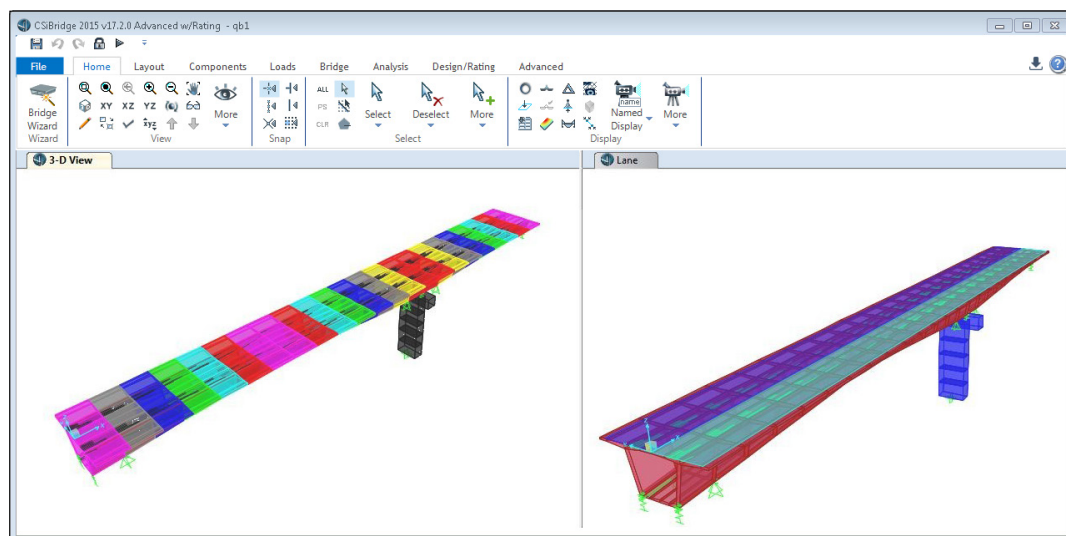 CSiBridge 2015 v17.2.0 Advanced w/Rating - qb1
File Home Layout Components Loads Bridge Analysis Design/Rating Advanced
XY XZ YZ
xyz
ALL
PS
CLR
name
Bridge Wizard
More
Select
Deselect
More
Named Display
More
Wizard View Snap Select Display
3-D View
Lane